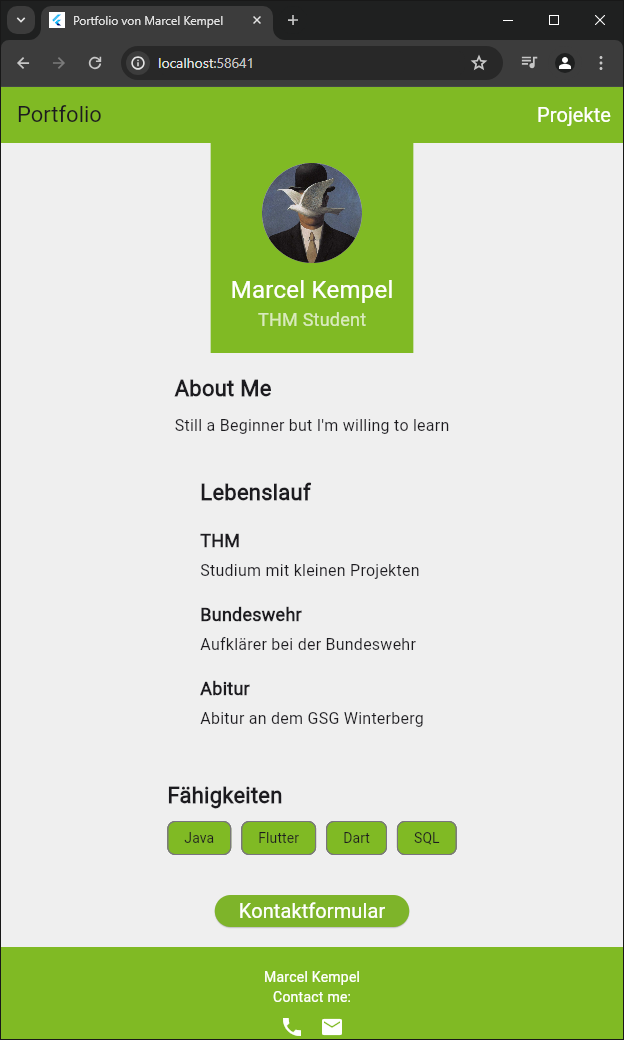 Portfolio von Marcel Kempel
localhost:58641
Portfolio
Projekte
Marcel Kempel
THM Student
About Me
Still a Beginner but I'm willing to learn
Lebenslauf
THM
Studium mit kleinen Projekten
Bundeswehr
Aufklärer bei der Bundeswehr
Abitur
Abitur an dem GSG Winterberg
Fähigkeiten
Java Flutter Dart SQL
Kontaktformular
Marcel Kempel
Contact me: